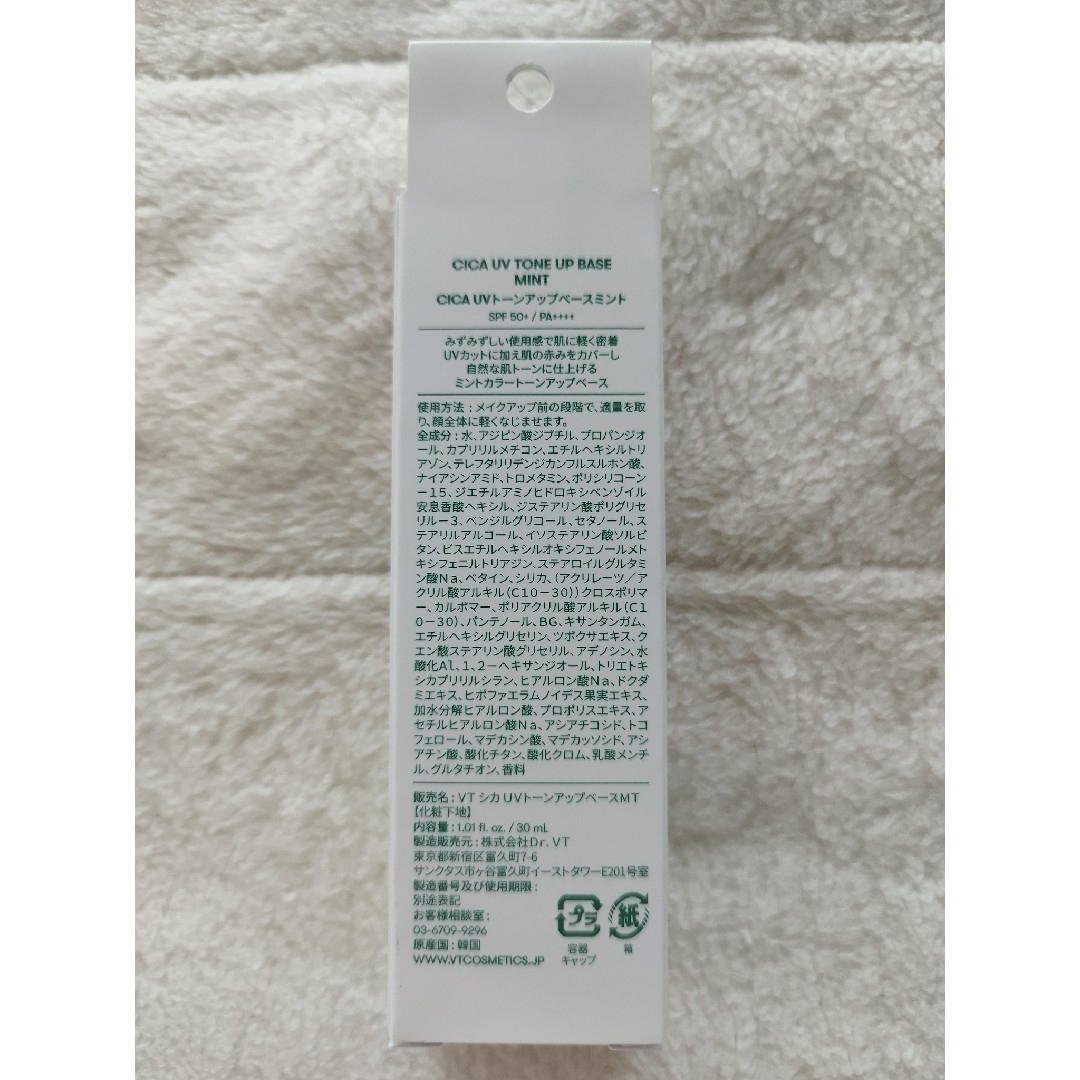 CICA UV TONE UP BASE
MINT
CICA UVトーンアップベースミント
SPF 50+ / PA++++
みずみずしい使用感で肌に軽く密着
UVカットに加え肌の赤みをカバーし
自然な肌トーンに仕上げる
ミントカラートーンアップベース
使用方法：メイクアップ前の段階で、適量を取
り、顔全体に軽くなじませます。
全成分：水、アジピン酸ジブチル、プロパンジオ
ール、カプリリルメチコン、エチルヘキシルトリ
アゾン、テレフタリリデンジカンフルスルホン酸、
ナイアシンアミド、トロメタミン、ポリシリコーン
－１５、ジエチルアミノヒドロキシベンゾイル
安息香酸ヘキシル、ジステアリン酸ポリグリセ
リル－３、ベンジルグリコール、セタノール、ス
テアリルアルコール、イソステアリン酸ソルビ
タン、ビスエチルヘキシルオキシフェノールメト
キシフェニルトリアジン、ステアロイルグルタミ
ン酸Ｎａ、ベタイン、シリカ、（アクリレーツ／ア
クリル酸アルキル（Ｃ１０－３０））クロスポリマ
ー、カルボマー、ポリアクリル酸アルキル（Ｃ１
０－３０）、パンテノール、ＢＧ、キサンタンガム、
エチルヘキシルグリセリン、ツボクサエキス、ク
エン酸ステアリン酸グリセリル、アデノシン、水
酸化Ａｌ、１、２－ヘキサンジオール、トリエトキ
シカプリリルシラン、ヒアルロン酸Ｎａ、ドクダ
ミエキス、ヒポファエラムノイデス果実エキス、
加水分解ヒアルロン酸、プロポリスエキス、ア
セチルヒアルロン酸Ｎａ、アシアチコシド、トコ
フェロール、マデカシン酸、マデカッソシド、アシ
アチン酸、酸化チタン、酸化クロム、乳酸メンチ
ル、グルタチオン、香料
販売名：ＶＴ シカ ＵＶトーンアップベースＭＴ
【化粧下地】
内容量：1.01 fl. oz. / 30 mL
製造販売元：株式会社Ｄｒ．ＶＴ
東京都新宿区富久町7-6
サンクタス市ヶ谷富久町イーストタワーE201号室
製造番号及び使用期限：
別途表記
お客様相談室：
03-6709-9296
原産国：韓国
WWW.VTCOSMETICS.JP
プラ
容器
キャップ
紙
箱